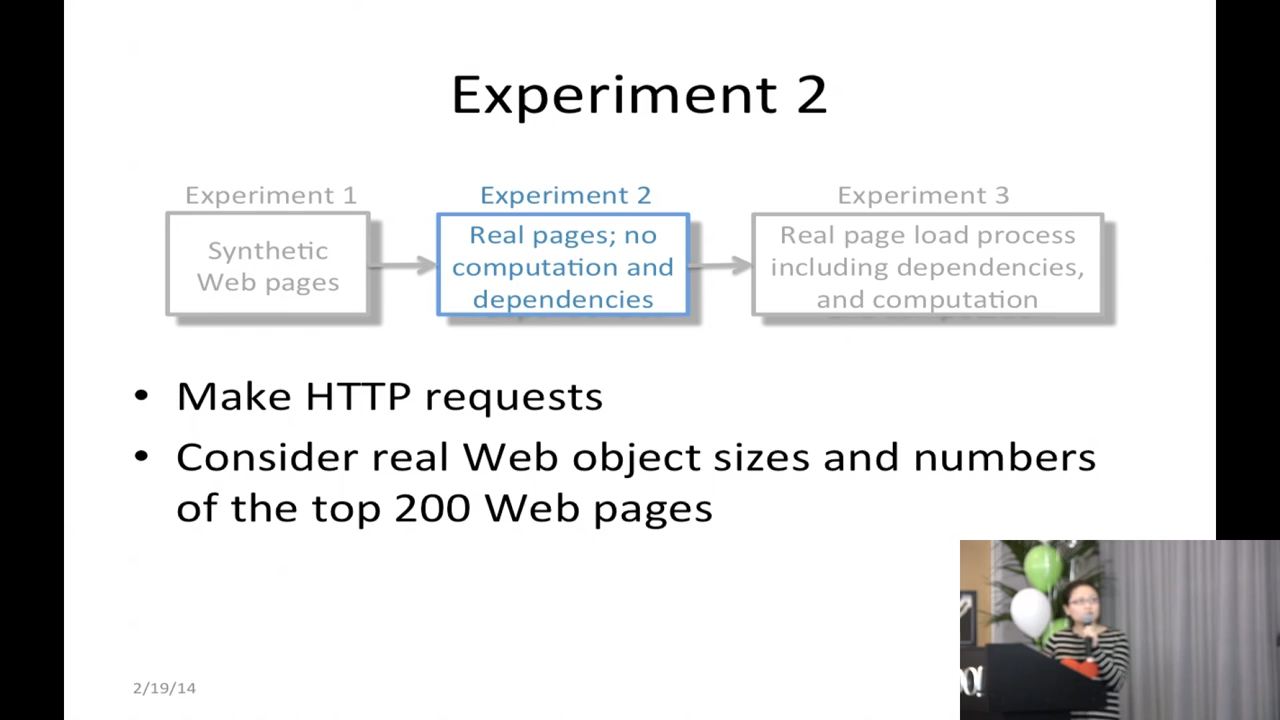 Experiment 2
Experiment 1
Synthetic
Web pages
Experiment 2
Real pages; no
computation and
dependencies
Experiment 3
Real page load process
including dependencies,
and computation
• Make HTTP requests
• Consider real Web object sizes and numbers
of the top 200 Web pages
2/19/14
OO!